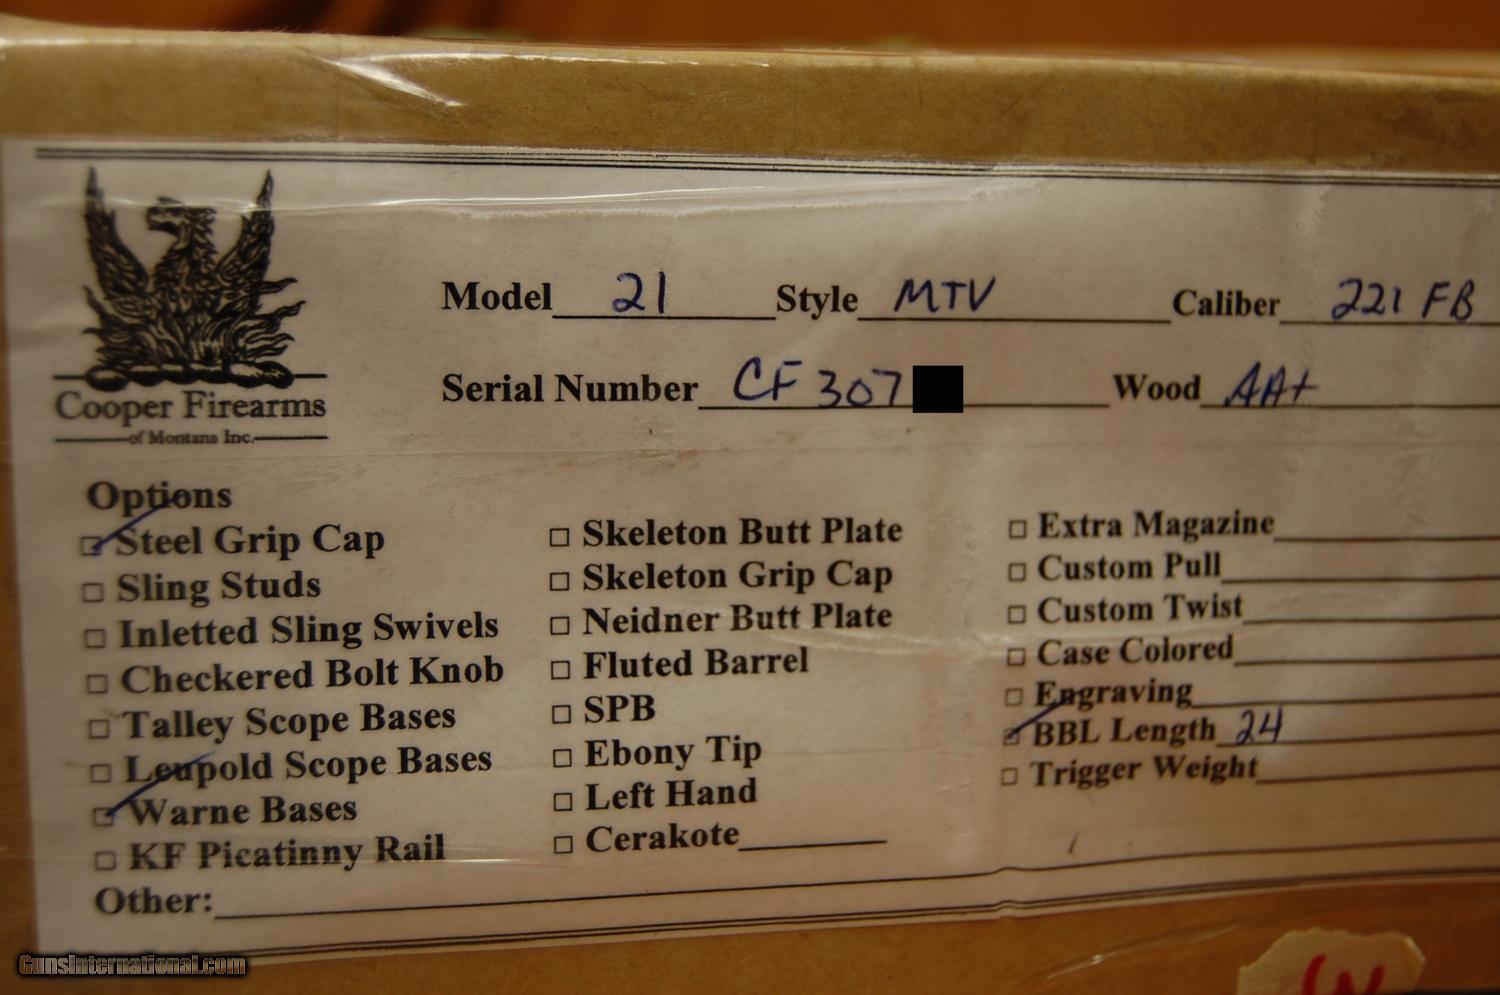 Model 21 Style MTV Caliber 221 FB
Serial Number CF307 Wood AA+
Cooper Firearms
of Montana Inc.
Options
Steel Grip Cap
Sling Studs
Inletted Sling Swivels
Checkered Bolt Knob
Talley Scope Bases
Leupold Scope Bases
Warne Bases
KF Picatinny Rail
Skeleton Butt Plate
Skeleton Grip Cap
Neidner Butt Plate
Fluted Barrel
SPB
Ebony Tip
Left Hand
Cerakote
Extra Magazine
Custom Pull
Custom Twist
Case Colored
Engraving
BBL Length 24
Trigger Weight
Other:
GunsInternational.com